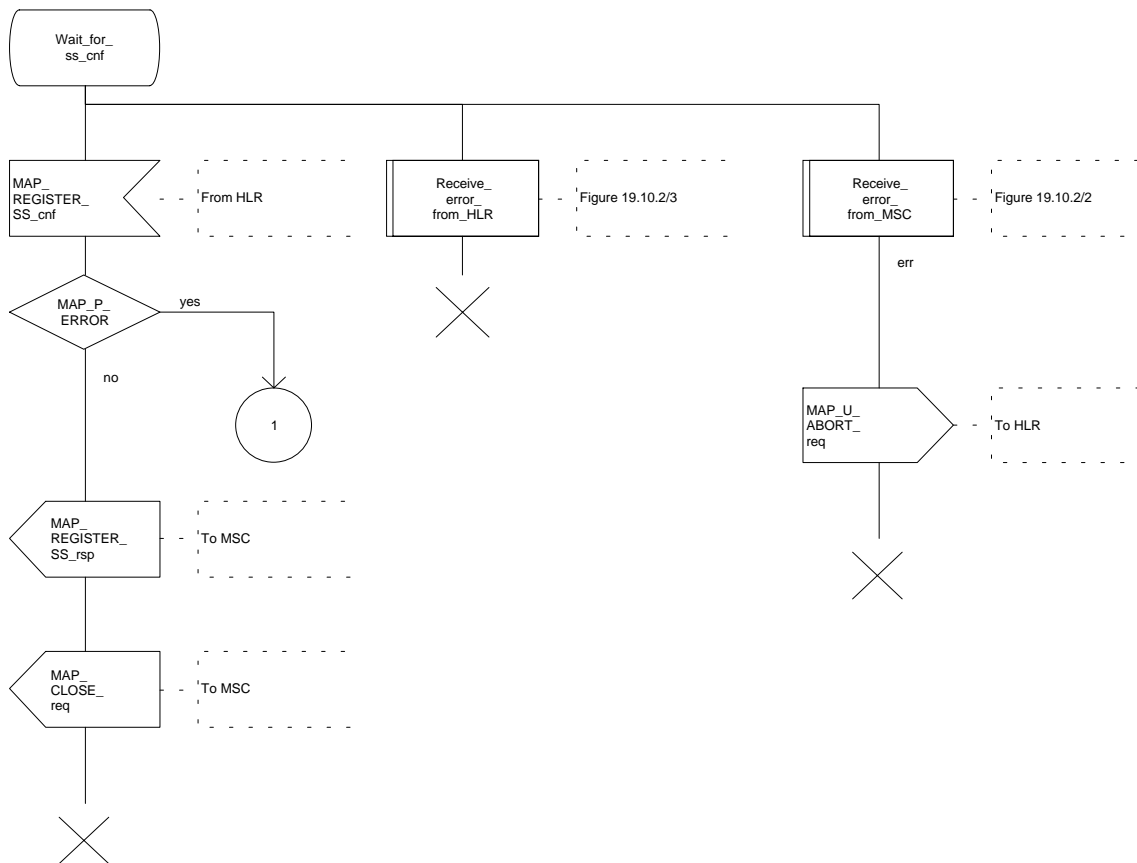 Wait_for_
ss_cnf
MAP_
REGISTER_
SS_cnf
From HLR
Receive_
error_
from_HLR
Figure 19.10.2/3
Receive_
error_
from_MSC
Figure 19.10.2/2
err
MAP_P_
ERROR
yes
no
1
MAP_U_
ABORT_
req
To HLR
MAP_
REGISTER_
SS_rsp
To MSC
MAP_
CLOSE_
req
To MSC